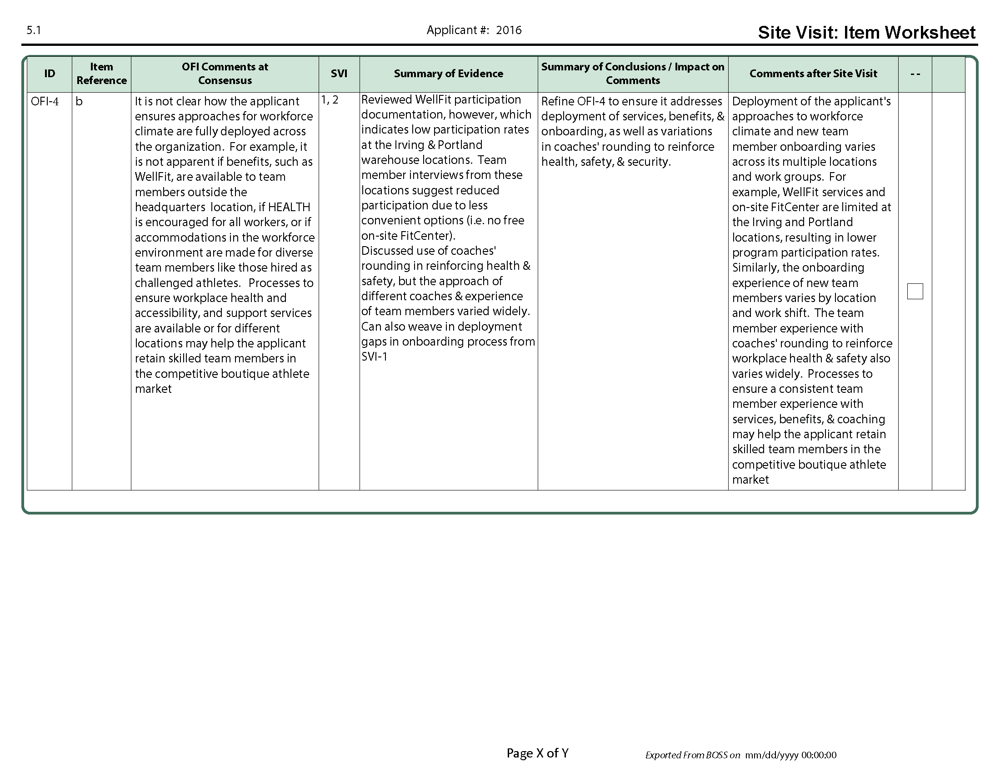 5.1
Applicant #: 2016
Site Visit: Item Worksheet
ID
Item
Reference
OFI Comments at
Consensus
SVI
Summary of Evidence
Summary of Conclusions / Impact on
Comments
Comments after Site Visit
- -
OFI-4
b
It is not clear how the applicant
ensures approaches for workforce
climate are fully deployed across
the organization. For example, it
is not apparent if benefits, such as
WellFit, are available to team
members outside the
headquarters location, if HEALTH
is encouraged for all workers, or if
accommodations in the workforce
environment are made for diverse
team members like those hired as
challenged athletes. Processes to
ensure workplace health and
accessibility, and support services
are available or for different
locations may help the applicant
retain skilled team members in
the competitive boutique athlete
market
1, 2
Reviewed WellFit participation
documentation, however, which
indicates low participation rates
at the Irving & Portland
warehouse locations. Team
member interviews from these
locations suggest reduced
participation due to less
convenient options (i.e. no free
on-site FitCenter).
Discussed use of coaches'
rounding in reinforcing health &
safety, but the approach of
different coaches & experience
of team members varied widely.
Can also weave in deployment
gaps in onboarding process from
SVI-1
Refine OFI-4 to ensure it addresses
deployment of services, benefits, &
onboarding, as well as variations
in coaches' rounding to reinforce
health, safety, & security.
Deployment of the applicant's
approaches to workforce
climate and new team
member onboarding varies
across its multiple locations
and work groups. For
example, WellFit services and
on-site FitCenter are limited at
the Irving and Portland
locations, resulting in lower
program participation rates.
Similarly, the onboarding
experience of new team
members varies by location
and work shift. The team
member experience with
coaches' rounding to reinforce
workplace health & safety also
varies widely. Processes to
ensure a consistent team
member experience with
services, benefits, & coaching
may help the applicant retain
skilled team members in the
competitive boutique athlete
market
Page X of Y
Exported From BOSS on mm/dd/yyyy 00:00:00